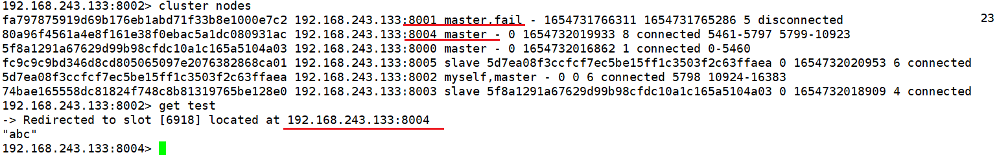 192.168.243.133:8002> cluster nodes
fa797875919d69b176eb1abd71f33b8e1000e7c2 192.168.243.133:8001 master,fail - 1654731766311 1654731765286 5 disconnected
23
80a96f4561a4e8f161e38f0ebac5a1dc080931ac 192.168.243.133:8004 master - 0 1654732019933 8 connected 5461-5797 5799-10923
5f8a1291a67629d99b98cfdc10a1c165a5104a03 192.168.243.133:8000 master - 0 1654732016862 1 connected 0-5460
fc9c9c9bd346d8cd805065097e2076382868ca01 192.168.243.133:8005 slave 5d7ea08f3ccfcf7ec5be15ff1c3503f2c63ffaea 0 1654732020953 6 connected
5d7ea08f3ccfcf7ec5be15ff1c3503f2c63ffaea 192.168.243.133:8002 myself,master - 0 0 6 connected 5798 10924-16383
74bae165558dc81824f748c8b81319765be128e0 192.168.243.133:8003 slave 5f8a1291a67629d99b98cfdc10a1c165a5104a03 0 1654732018909 4 connected
192.168.243.133:8002> get test
-> Redirected to slot [6918] located at 192.168.243.133:8004
"abc"
192.168.243.133:8004>